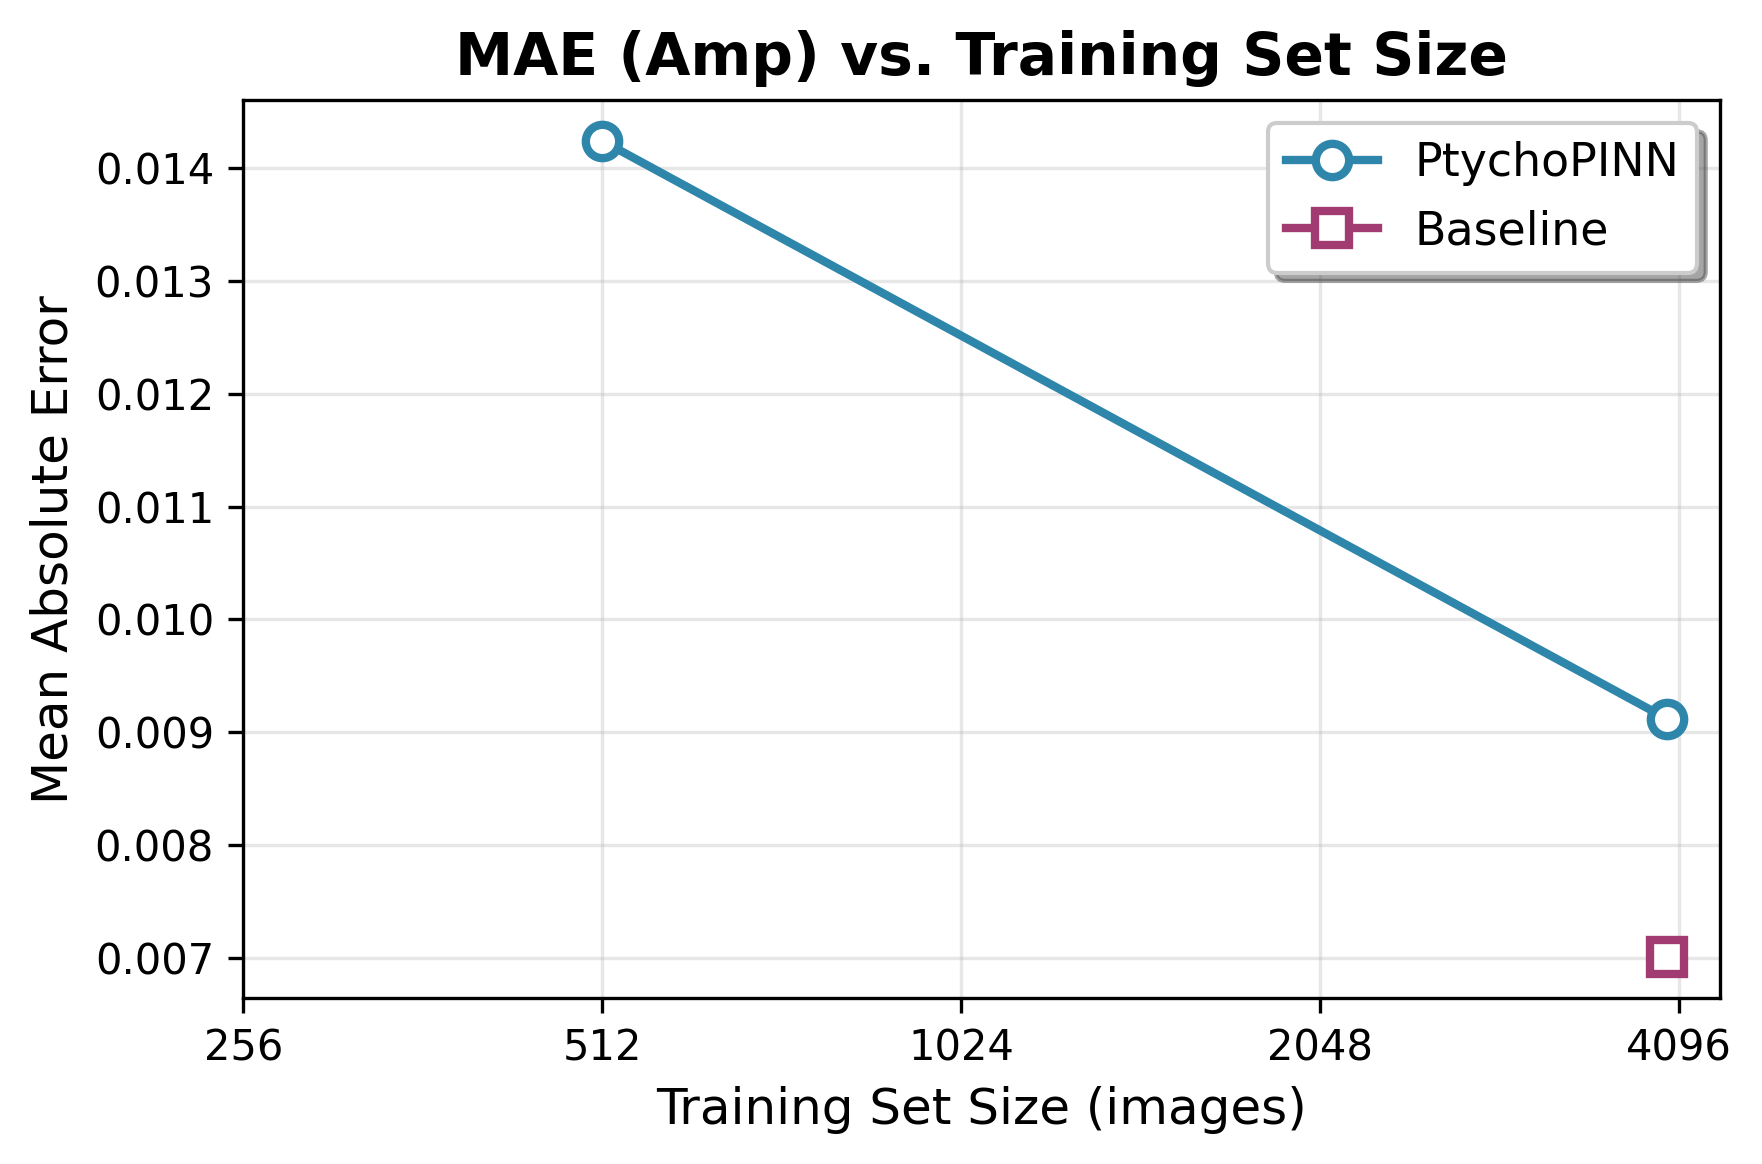 MAE (Amp) vs. Training Set Size
PtychoPINN
Baseline
Mean Absolute Error
0.014
0.013
0.012
0.011
0.010
0.009
0.008
0.007
256 512 1024 2048 4096
Training Set Size (images)